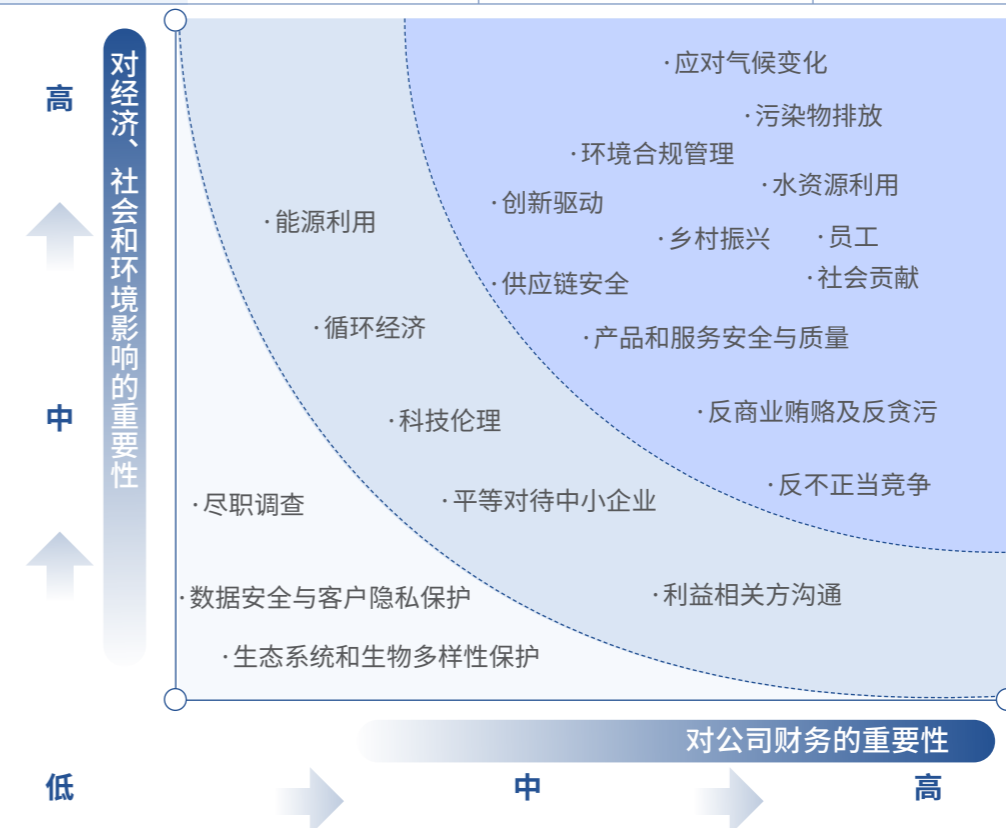 对经济、社会和环境影响的重要性
高
中
低
·应对气候变化
·污染物排放
·环境合规管理
·水资源利用
·创新驱动
·能源利用
·乡村振兴
·员工
·社会贡献
·供应链安全
·循环经济
·产品和服务安全与质量
·反商业贿赂及反贪污
·科技伦理
·反不正当竞争
·平等对待中小企业
·尽职调查
·利益相关方沟通
·数据安全与客户隐私保护
·生态系统和生物多样性保护
对公司财务的重要性
中
高